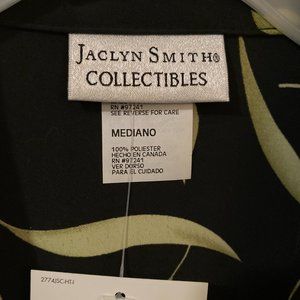 JACLYN SMITH®
COLLECTIBLES
RN #97241
SEE REVERSE FOR CARE
MEDIANO
100% POLIESTER
HECHO EN CANADA
RN #97241
VER DORSO
PARA EL CUIDADO